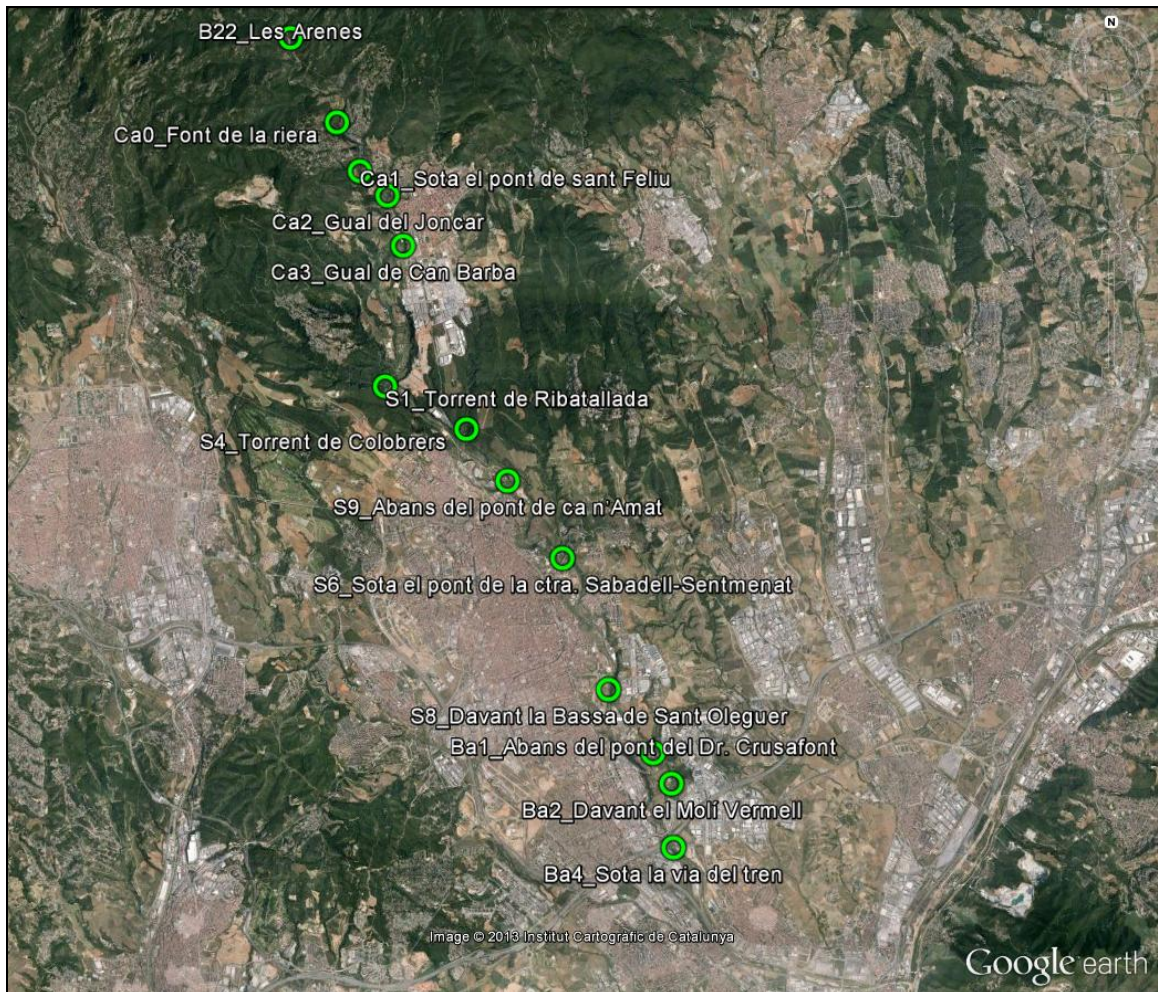 N
B22_Les Arenes
Ca0_Font de la riera
Ca1_Sota el pont de sant Feliu
Ca2_Gual del Joncar
Ca3_Gual de Can Barba
S1_Torrent de Ribatallada
S4_Torrent de Colobrers
S9_Abans del pont de ca n'Amat
S6_Sota el pont de la ctra. Sabadell-Sentmenat
S8_Davant la Bassa de Sant Oleguer
Ba1_Abans del pont del Dr. Crusafont
Ba2_Davant el Molí Vermell
Ba4_Sota la via del tren
Image © 2013 Institut Cartogràfic de Catalunya
Google earth